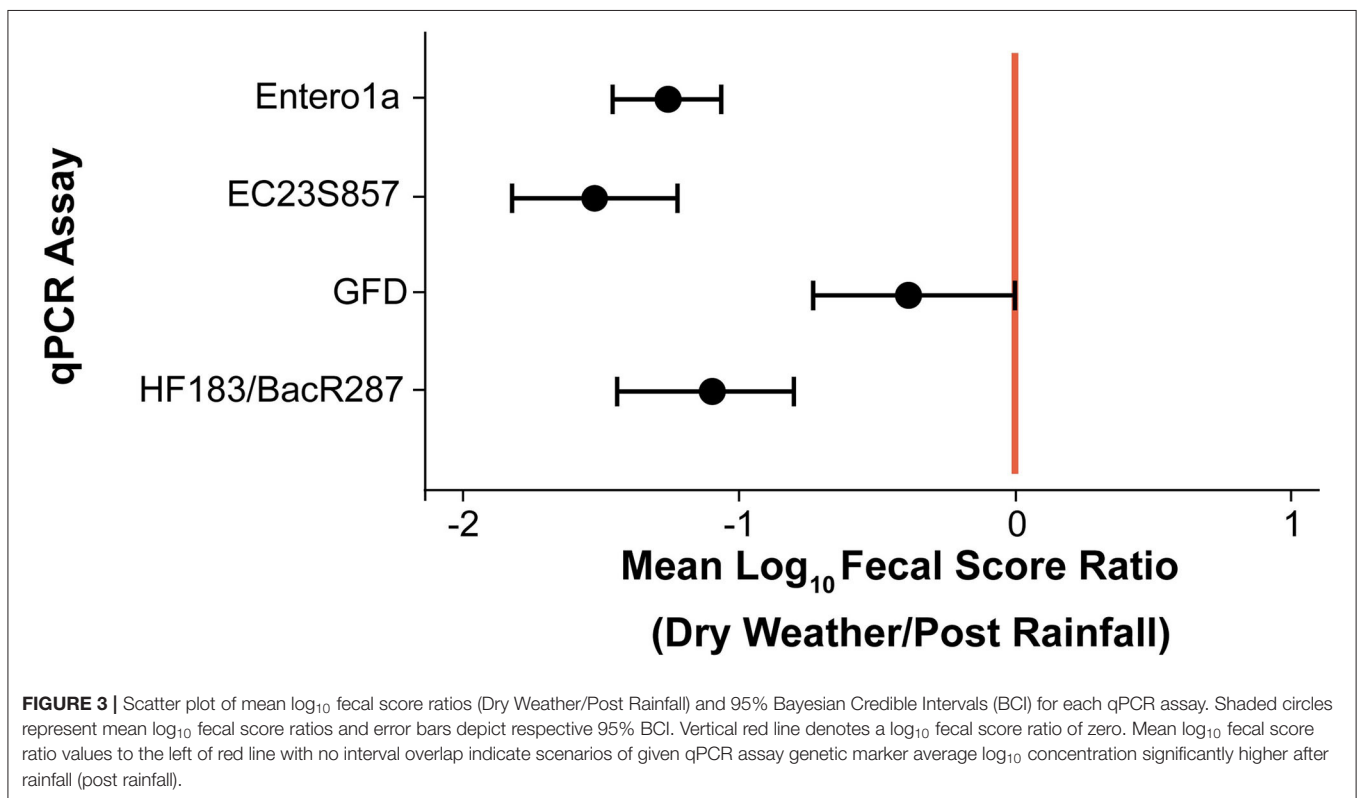 Entero1a
EC23S857
GFD
HF183/BacR287
qPCR Assay
-2 -1 0 1
Mean Log₁₀ Fecal Score Ratio
(Dry Weather/Post Rainfall)
FIGURE 3 | Scatter plot of mean log₁₀ fecal score ratios (Dry Weather/Post Rainfall) and 95% Bayesian Credible Intervals (BCI) for each qPCR assay. Shaded circles
represent mean log₁₀ fecal score ratios and error bars depict respective 95% BCI. Vertical red line denotes a log₁₀ fecal score ratio of zero. Mean log₁₀ fecal score
ratio values to the left of red line with no interval overlap indicate scenarios of given qPCR assay genetic marker average log₁₀ concentration significantly higher after
rainfall (post rainfall).